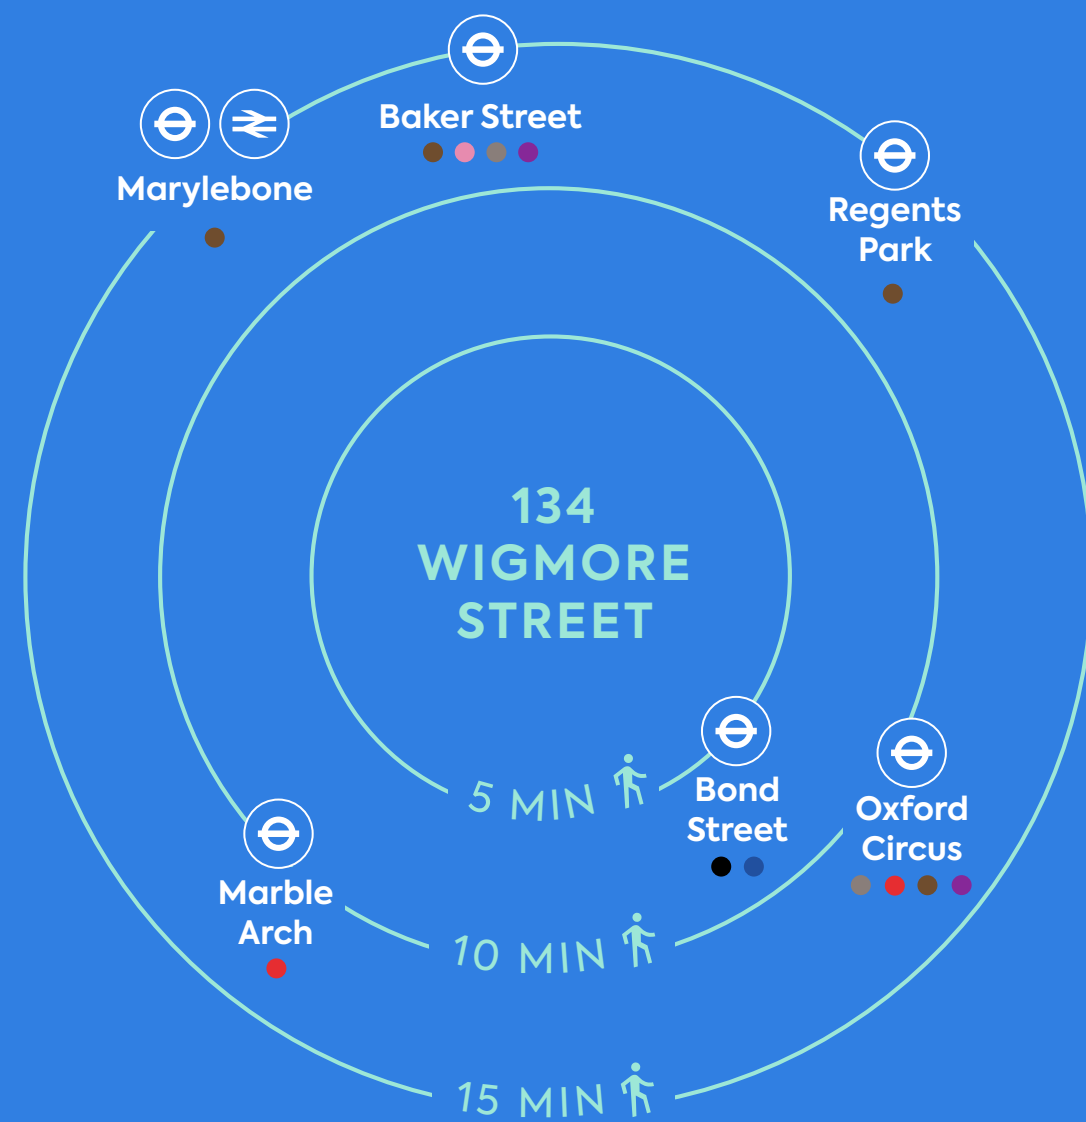 Baker Street
Marylebone
Regents
Park
134
WIGMORE
STREET
5 MIN
Bond
Street
Oxford
Circus
Marble
Arch
10 MIN
15 MIN